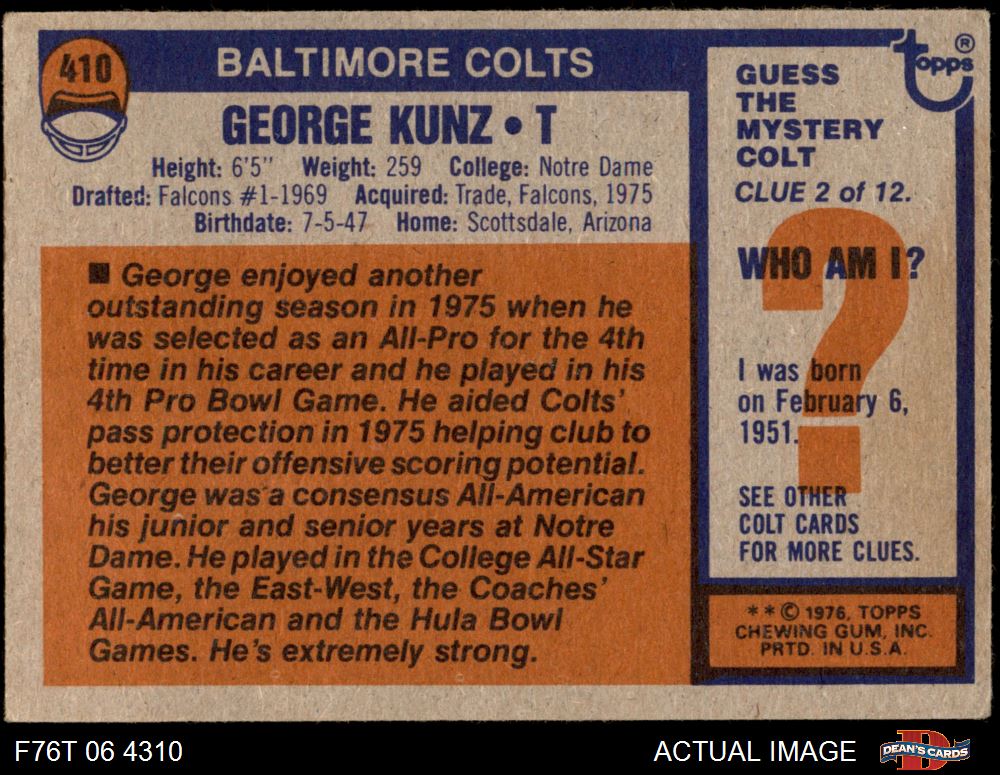 410
BALTIMORE COLTS
GEORGE KUNZ • T
Height: 6'5" Weight: 259 College: Notre Dame
Drafted: Falcons #1-1969 Acquired: Trade, Falcons, 1975
Birthdate: 7-5-47 Home: Scottsdale, Arizona
■ George enjoyed another
outstanding season in 1975 when he
was selected as an All-Pro for the 4th
time in his career and he played in his
4th Pro Bowl Game. He aided Colts'
pass protection in 1975 helping club to
better their offensive scoring potential.
George was a consensus All-American
his junior and senior years at Notre
Dame. He played in the College All-Star
Game, the East-West, the Coaches'
All-American and the Hula Bowl
Games. He's extremely strong.
topps®
GUESS
THE
MYSTERY
COLT
CLUE 2 of 12.
WHO AM I?
?
I was born
on February 6,
1951.
SEE OTHER
COLT CARDS
FOR MORE CLUES.
* * © 1976, TOPPS
CHEWING GUM, INC.
PRTD. IN U.S.A.
F76T 06 4310
ACTUAL IMAGE
D
DEAN'S CARDS